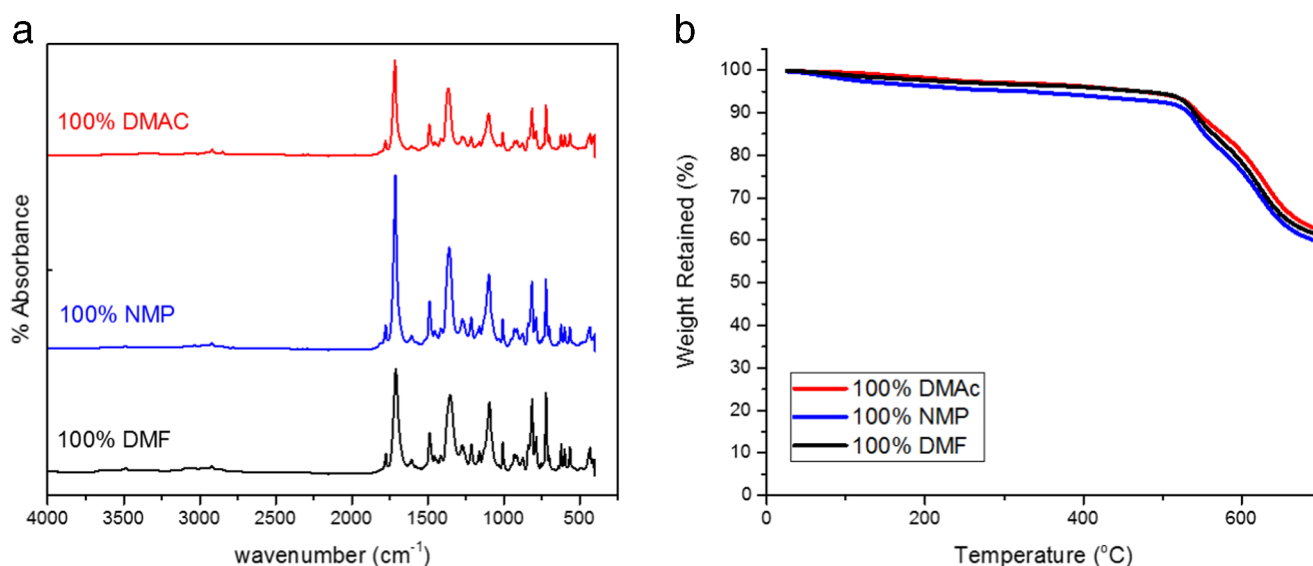 a
% Absorbance
100% DMAC
100% NMP
100% DMF
4000 3500 3000 2500 2000 1500 1000 500
wavenumber (cm⁻¹)
b
Weight Retained (%)
100
90
80
70
60
50
40
30
20
10
0
100% DMAc
100% NMP
100% DMF
0 200 400 600
Temperature (°C)